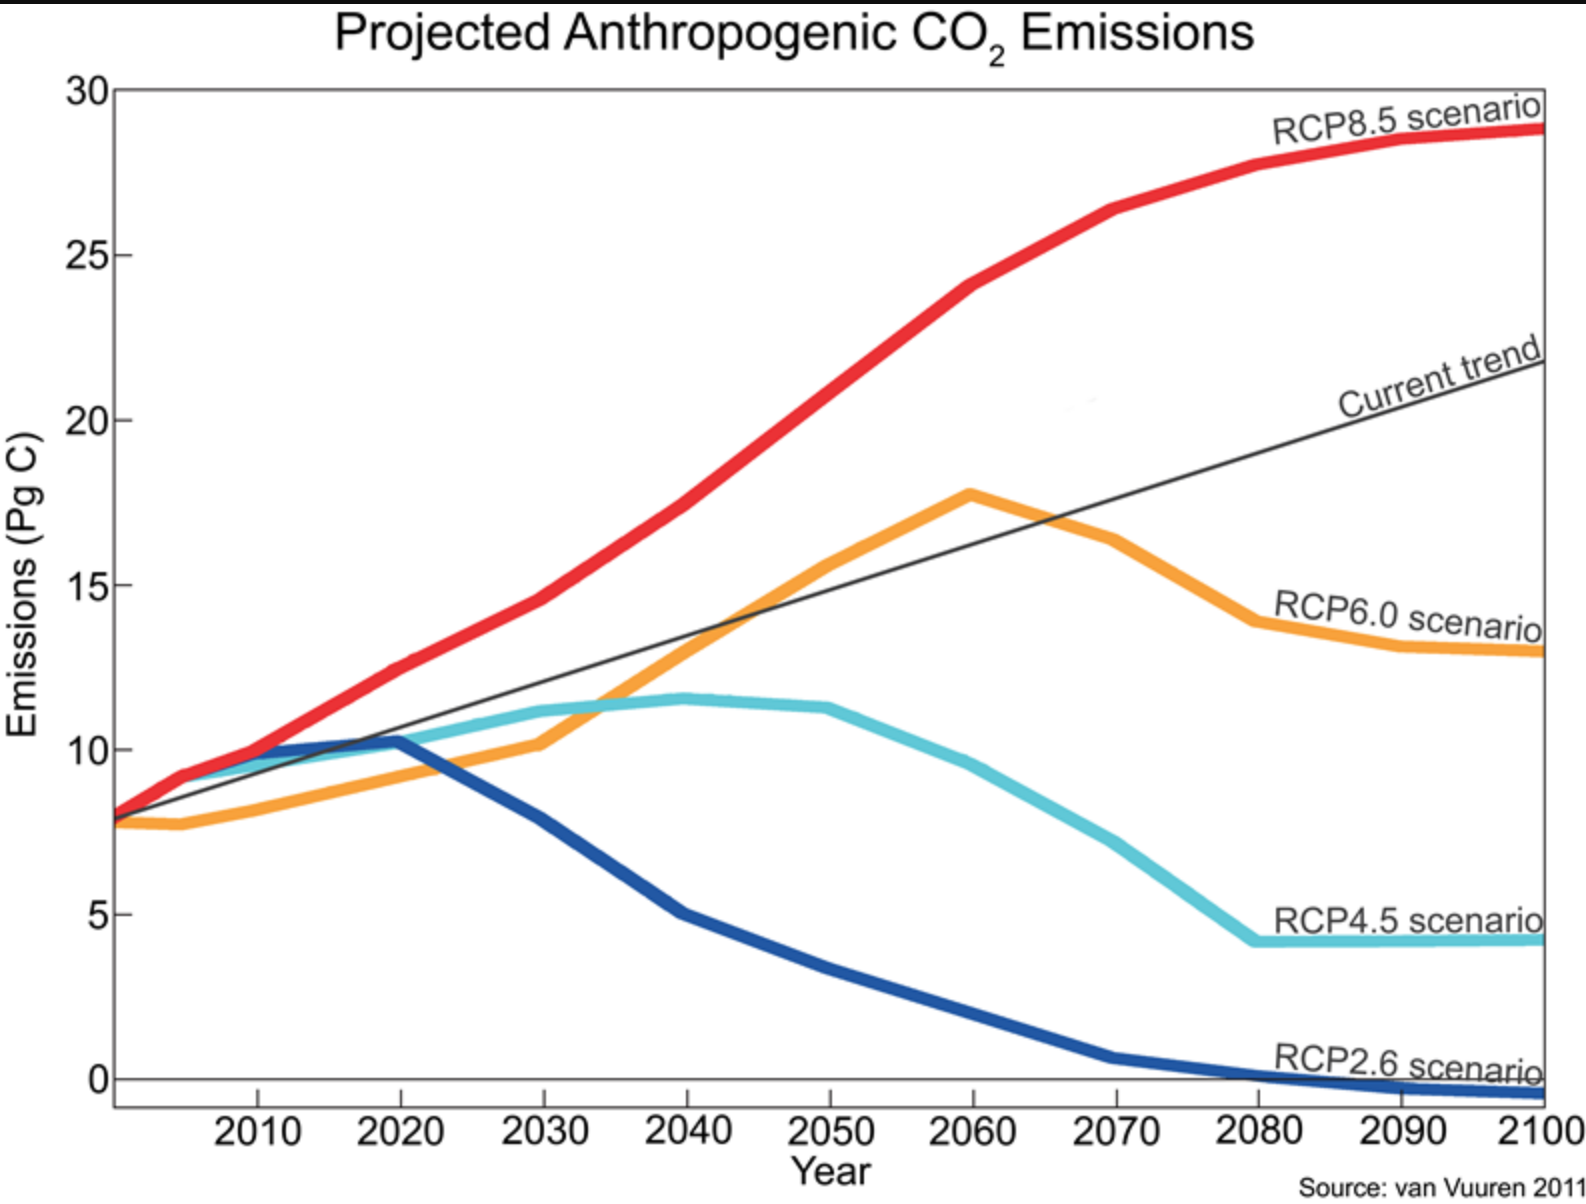 Projected Anthropogenic CO₂ Emissions
30
RCP8.5 scenario
25
Current trend
20
Emissions (Pg C)
15
RCP6.0 scenario
10
5
RCP4.5 scenario
RCP2.6 scenario
0
2010 2020 2030 2040 2050 2060 2070 2080 2090 2100
Year
Source: van Vuuren 2011